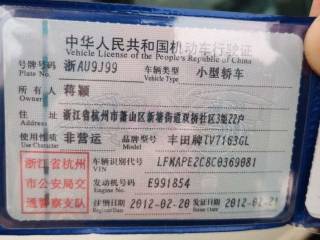 中华人民共和国机动车行驶证
Vehicle License of the People's Republic of China
号牌号码 浙AU9J99 车辆类型 小型轿车
Plate No. Vehicle Type
所有人 蒋颖
Owner
住址 浙江省杭州市萧山区新塘街道双桥社区3组22户
Address
使用性质 非营运 品牌型号 丰田牌TV7163GL
Use Character Model
浙江省杭州
市公安局交
通警察支队
车辆识别代号 LFMAPE2C8C0369081
VIN
发动机号码 E991854
Engine No.
注册日期 2012-02-20 发证日期 2012-02-21
Register Date Issue Date